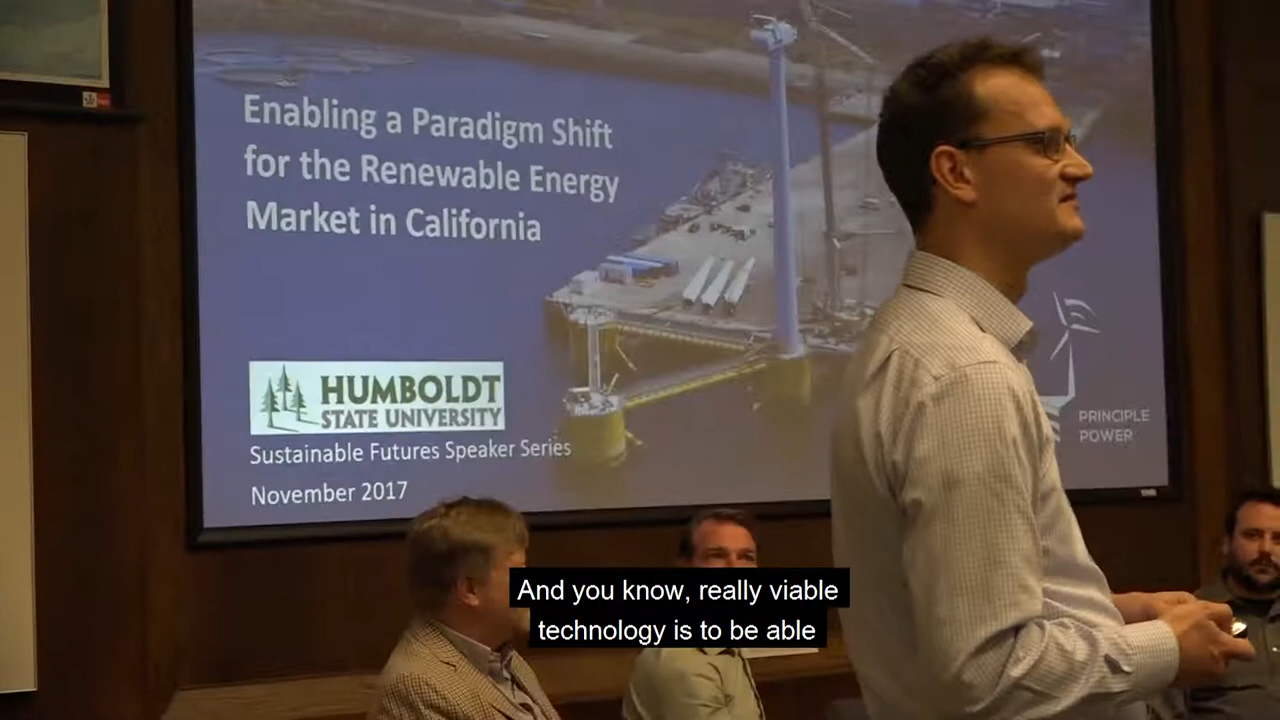 Enabling a Paradigm Shift
for the Renewable Energy
Market in California
HUMBOLDT
STATE UNIVERSITY
Sustainable Futures Speaker Series
November 2017
PRINCIPLE
POWER
And you know, really viable
technology is to be able